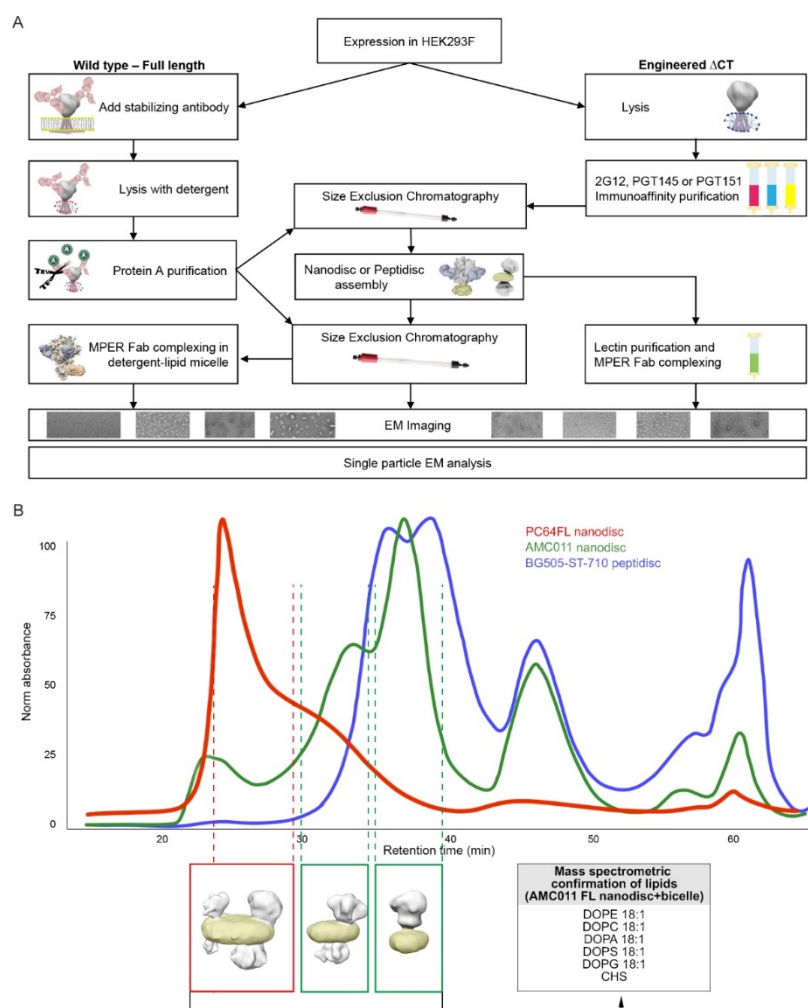 A
Expression in HEK293F
Wild type – Full length
Engineered ΔCT
Add stabilizing antibody
Lysis
Lysis with detergent
2G12, PGT145 or PGT151
Immunoaffinity purification
Size Exclusion Chromatography
A
A
A
TEV
TEV
Protein A purification
Nanodisc or Peptidisc
assembly
MPER Fab complexing in
detergent-lipid micelle
Size Exclusion Chromatography
Lectin purification and
MPER Fab complexing
EM Imaging
Single particle EM analysis
B
PC64FL nanodisc
AMC011 nanodisc
BG505-ST-710 peptidisc
Norm absorbance
100
75
50
25
0
20
30
40
50
60
Retention time (min)
Mass spectrometric
confirmation of lipids
(AMC011 FL nanodisc+bicelle)
DOPE 18:1
DOPC 18:1
DOPA 18:1
DOPS 18:1
DOPG 18:1
CHS